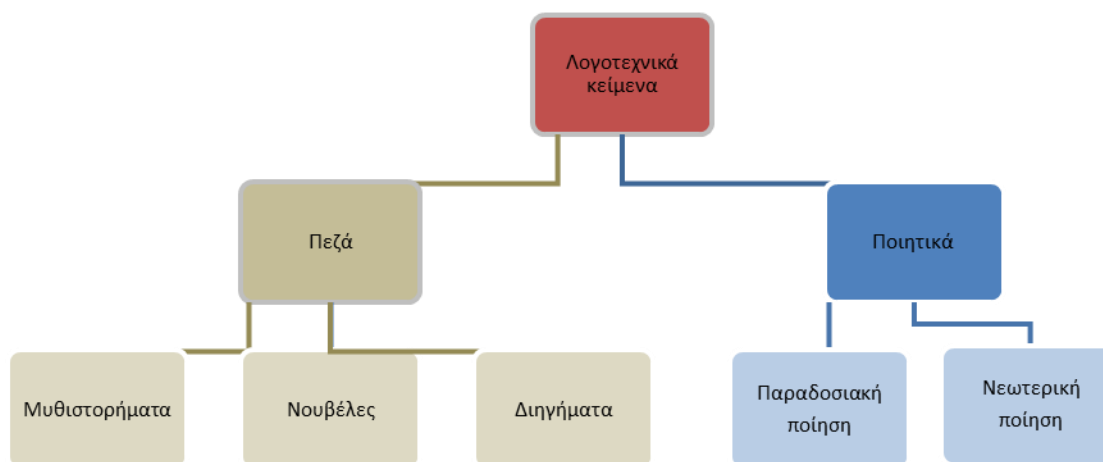 Λογοτεχνικά
κείμενα
Πεζά
Ποιητικά
Μυθιστορήματα
Νουβέλες
Διηγήματα
Παραδοσιακή
ποίηση
Νεωτερική
ποίηση